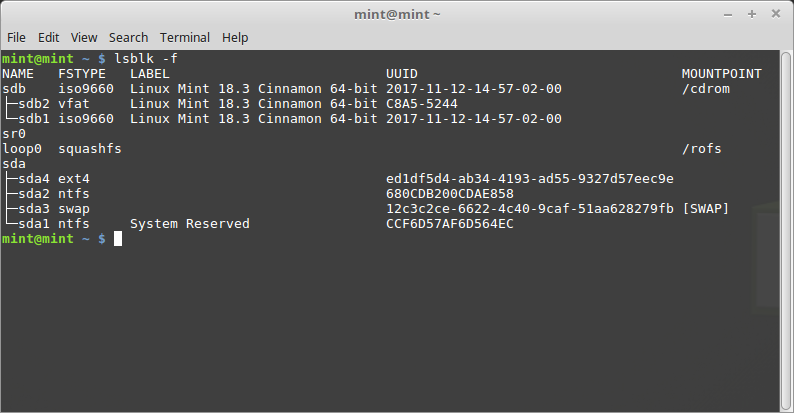 mint@mint ~
File Edit View Search Terminal Help
mint@mint ~ $ lsblk -f
NAME   FSTYPE   LABEL                           UUID                                 MOUNTPOINT
sdb    iso9660  Linux Mint 18.3 Cinnamon 64-bit 2017-11-12-14-57-02-00               /cdrom
├─sdb2 vfat     Linux Mint 18.3 Cinnamon 64-bit C8A5-5244
└─sdb1 iso9660  Linux Mint 18.3 Cinnamon 64-bit 2017-11-12-14-57-02-00
sr0
loop0  squashfs                                                                      /rofs
sda
├─sda4 ext4                                     ed1df5d4-ab34-4193-ad55-9327d57eec9e
├─sda2 ntfs                                     680CDB200CDAE858
├─sda3 swap                                     12c3c2ce-6622-4c40-9caf-51aa628279fb [SWAP]
└─sda1 ntfs     System Reserved                 CCF6D57AF6D564EC
mint@mint ~ $